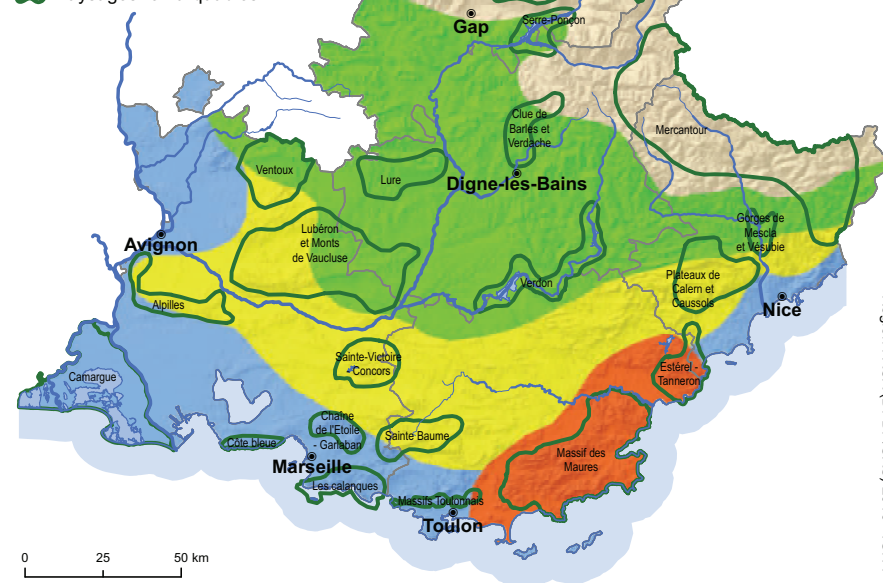 Gap
Serre-Ponçon
Clue de
Barles et
Verdache
Mercantour
Ventoux
Lure
Digne-les-Bains
Lubéron
et Monts
de Vaucluse
Gorges de
Mescla
et Vésubie
Avignon
Verdon
Plateaux de
Calern et
Caussols
Alpilles
Nice
Sainte-Victoire
- Concors
Estérel -
Tanneron
Camargue
Chaîne
de l'Etoile
- Garlaban
Côte bleue
Sainte Baume
Massif des
Maures
Marseille
Les calanques
Massifs Toulonnais
Toulon
0 25 50 km